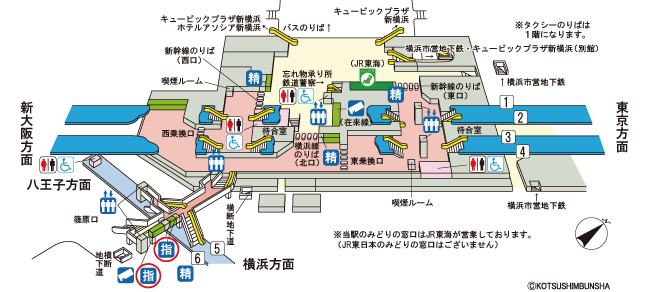 キュービックプラザ新横浜
ホテルアソシア新横浜
バスのりば↑
キュービックプラザ
新横浜
※タクシーのりばは
１階になります。
横浜市営地下鉄・キュービックプラザ新横浜(別館)
新幹線のりば
(西口)
精
忘れ物承り所
鉄道警察
(JR東海)
横浜市営地下鉄
喫煙ルーム
精
新幹線のりば
(東口)
新大阪方面
1
2
東京方面
(在来線)
西乗換口
待合室
横浜線
のりば
(北口)
精
東乗換口
待合室
3
4
八王子方面
喫煙ルーム
横浜市営地下鉄
篠原口
横断地下道
横断
地下道
指
指
精
5
6
横浜方面
※当駅のみどりの窓口はJR東海が営業しております。
(JR東日本のみどりの窓口はございません)
©KOTSUSHIMBUNSHA